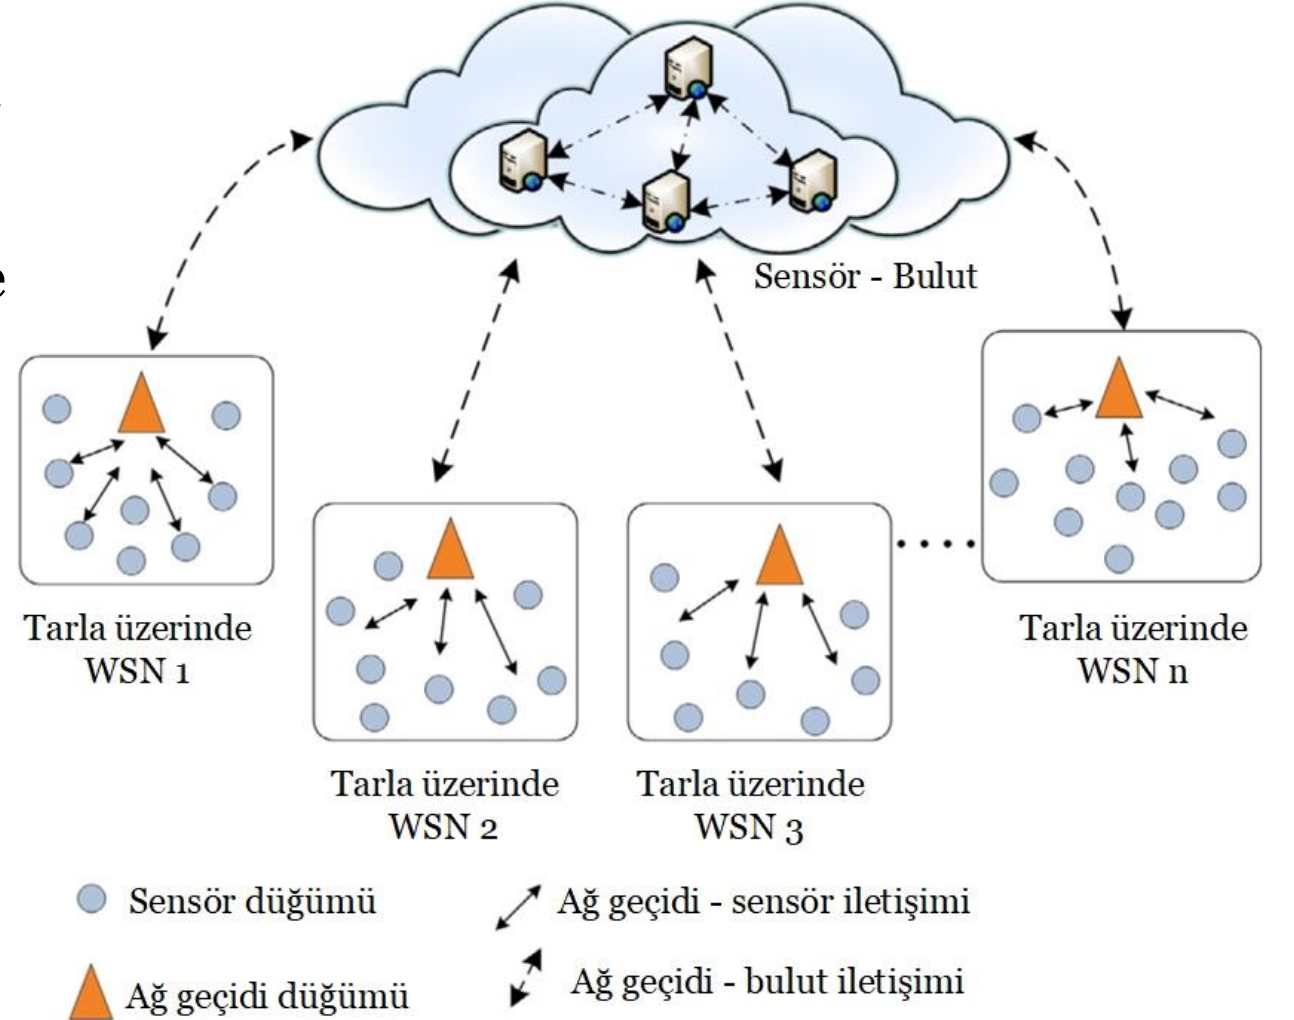 e
Sensör - Bulut
Tarla üzerinde
WSN 1
Tarla üzerinde
WSN n
Tarla üzerinde
WSN 2
Tarla üzerinde
WSN 3
Sensör düğümü
Ağ geçidi - sensör iletişimi
Ağ geçidi düğümü
Ağ geçidi - bulut iletişimi